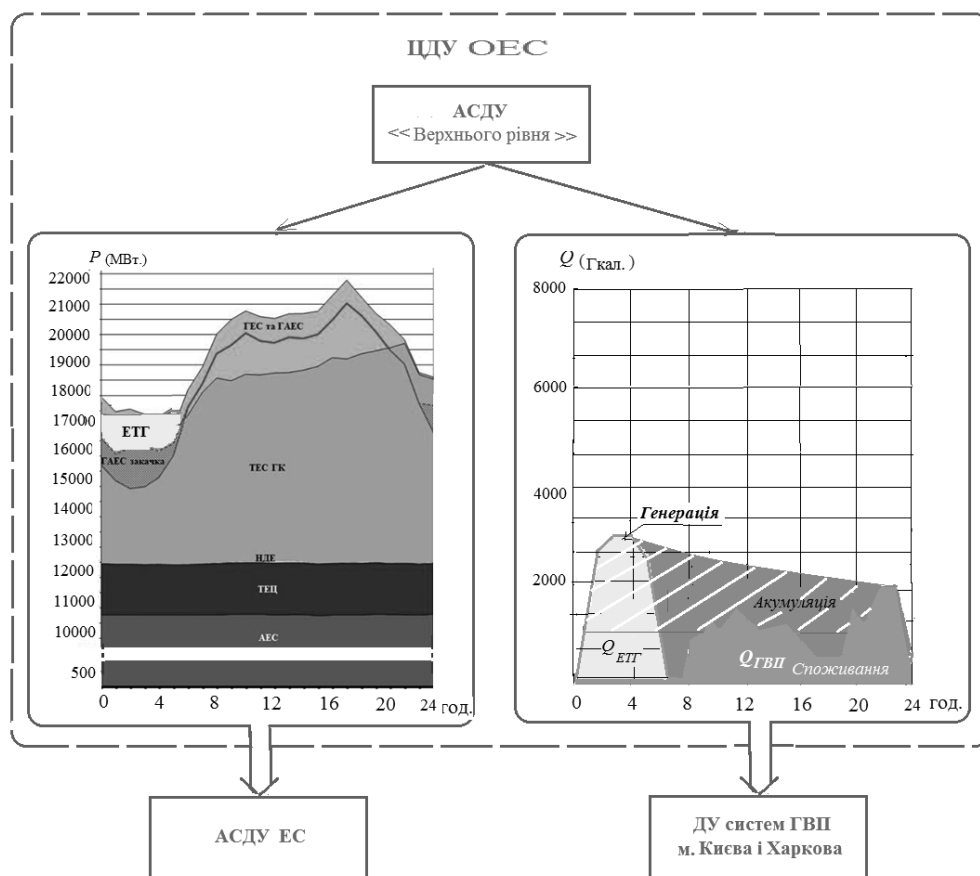 ЦДУ ОЕС
АСДУ
<< Верхнього рівня >>
P (МВт.)
22000
21000
20000
19000
18000
17000
16000
15000
14000
13000
12000
11000
10000
500
ГЕС та ГАЕС
ЕТГ
ГАЕС закачка
ТЕС ГК
НДЕ
ТЕЦ
АЕС
0 4 8 12 16 20 24 год.
Q (Гкал.)
8000
6000
4000
2000
Генерація
Акумуляція
Q ЕТГ
Q ГВП Споживання
0 4 8 12 16 20 24 год.
АСДУ ЕС
ДУ систем ГВП
м. Києва і Харкова